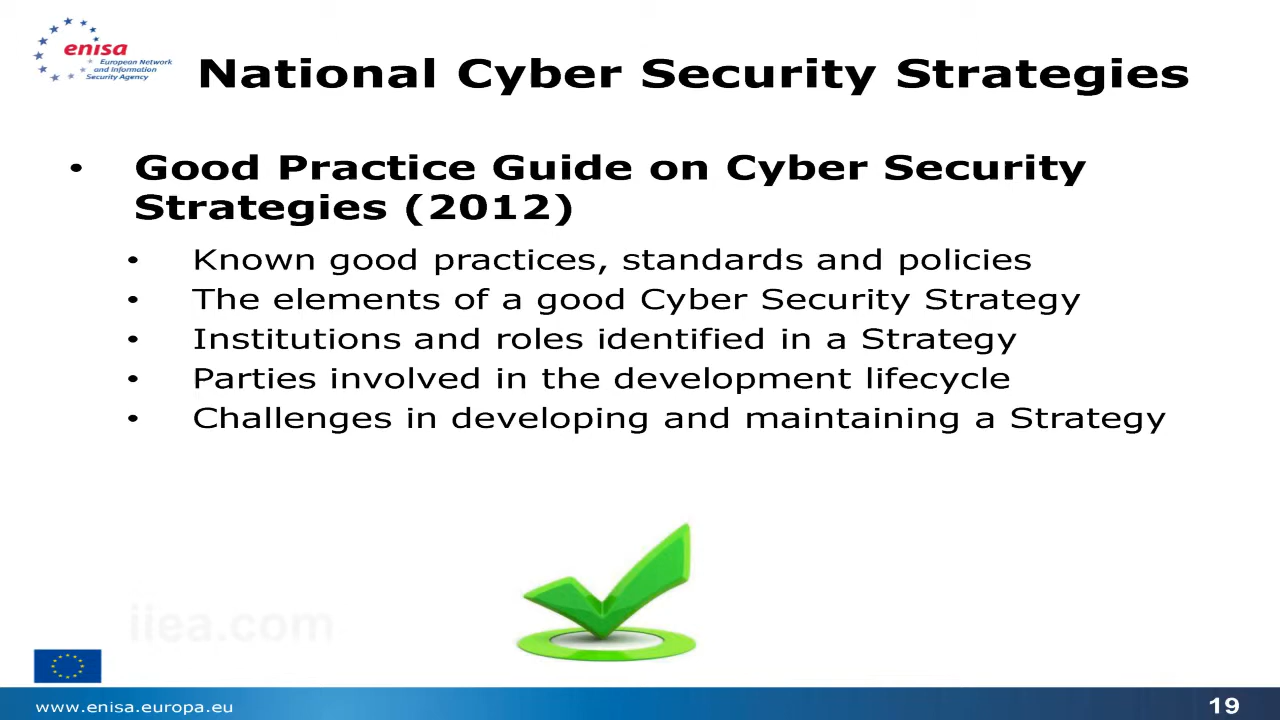 enisa
European Network
and Information
Security Agency
National Cyber Security Strategies
• Good Practice Guide on Cyber Security
Strategies (2012)
• Known good practices, standards and policies
• The elements of a good Cyber Security Strategy
• Institutions and roles identified in a Strategy
• Parties involved in the development lifecycle
• Challenges in developing and maintaining a Strategy
iiea.com
www.enisa.europa.eu
19